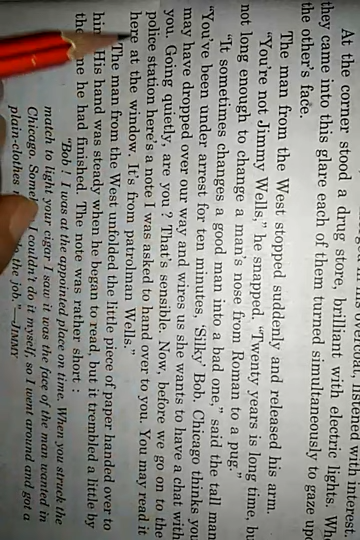 listened with interest.
At the corner stood a drug store, brilliant with electric lights. Whe
they came into this glare each of them turned simultaneously to gaze upo
the other's face.
The man from the West stopped suddenly and released his arm.
"You're not Jimmy Wells," he snapped, "Twenty years is long time, bu
not long enough to change a man's nose from Roman to a pug."
"It sometimes changes a good man into a bad one," said the tall man
"You've been under arrest for ten minutes, 'Silky' Bob. Chicago thinks you
may have dropped over our way and wires us she wants to have a chat with
you. Going quietly, are you ? That's sensible. Now, before we go on to the
police station here's a note I was asked to hand over to you. You may read it
here at the window. It's from patrolman Wells."
The man from the West unfolded the little piece of paper handed over to
His hand was steady when he began to read, but it trembled a little by
he had finished. The note was rather short :
"Bob ! I was at the appointed place on time. When you struck the
match to light your cigar I saw it was the face of the man wanted in
Chicago. I couldn't do it myself, so I went around and got a
plain-clothes the job."—JIMMY